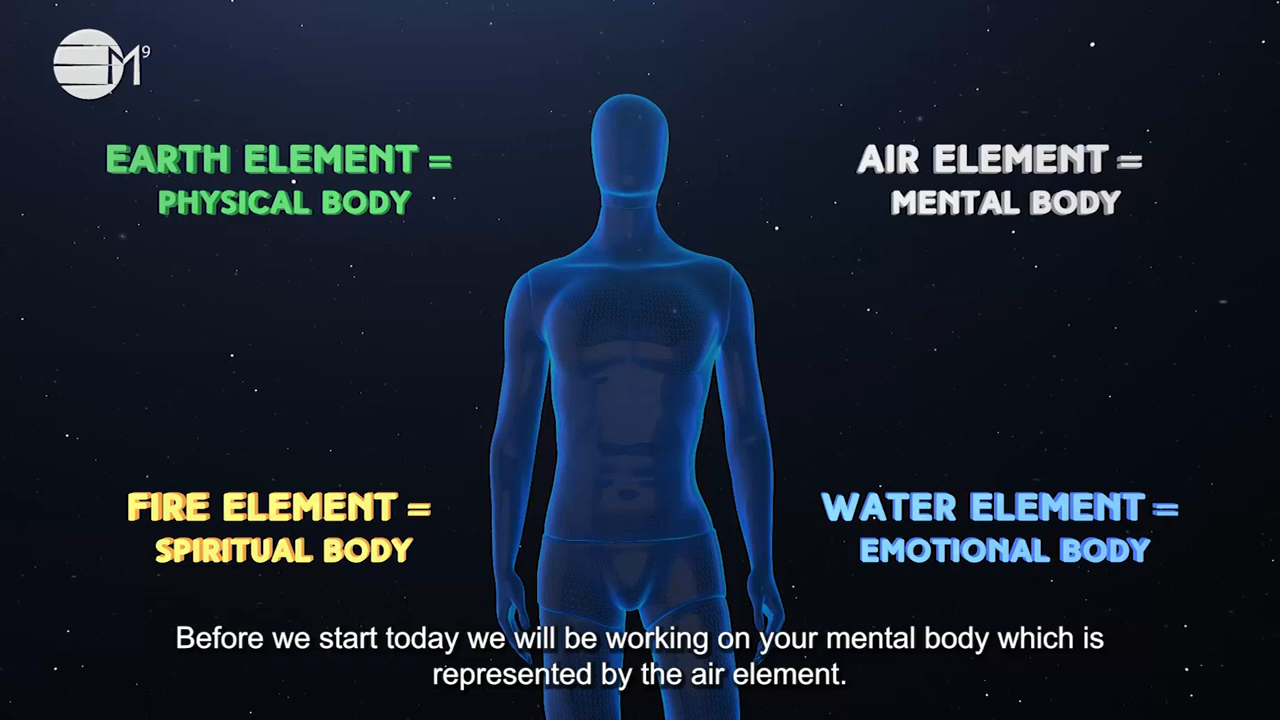 EM9
EARTH ELEMENT =
PHYSICAL BODY
AIR ELEMENT =
MENTAL BODY
FIRE ELEMENT =
SPIRITUAL BODY
WATER ELEMENT =
EMOTIONAL BODY
Before we start today we will be working on your mental body which is
represented by the air element.